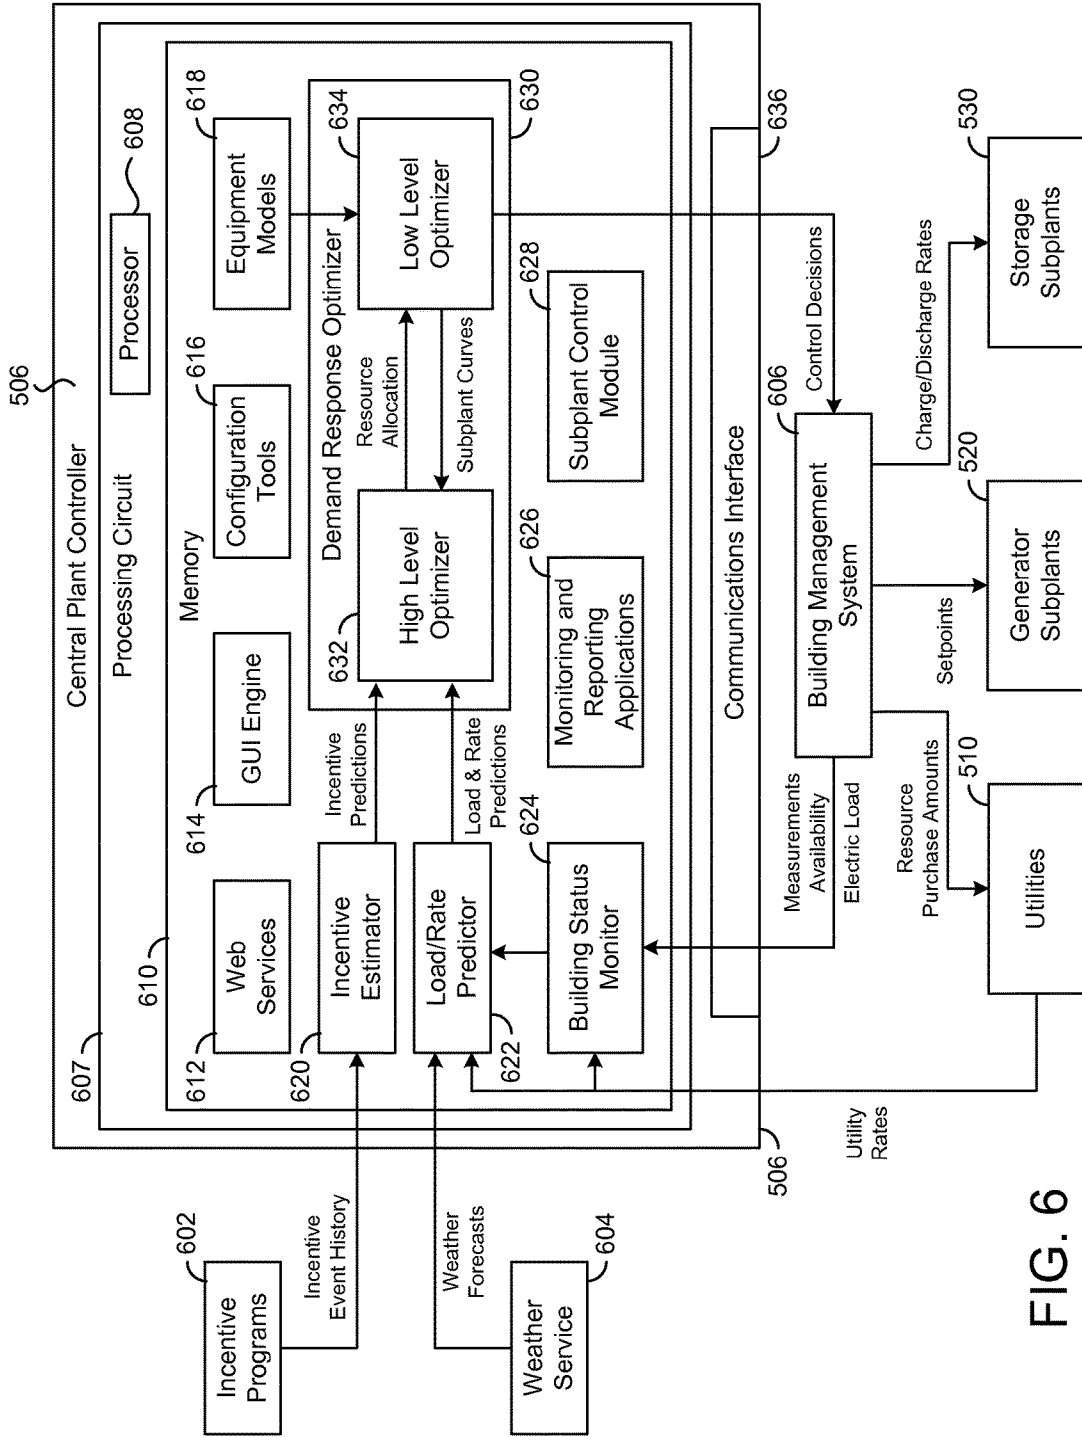 506
Central Plant Controller
607
Processing Circuit
Processor
608
610
Memory
612
Web
Services
614
GUI Engine
616
Configuration
Tools
618
Equipment
Models
602
Incentive
Programs
Incentive
Event History
620
Incentive
Estimator
Incentive
Predictions
Demand Response Optimizer
630
632
High Level
Optimizer
Resource
Allocation
Subplant Curves
634
Low Level
Optimizer
Weather
Forecasts
604
Weather
Service
622
Load/Rate
Predictor
Load & Rate
Predictions
624
Building Status
Monitor
626
Monitoring and
Reporting
Applications
628
Subplant Control
Module
Communications Interface
636
506
Utility
Rates
Measurements
Availability
Electric Load
606
Building Management
System
Control Decisions
Resource
Purchase Amounts
Setpoints
Charge/Discharge Rates
510
Utilities
520
Generator
Subplants
530
Storage
Subplants
FIG. 6